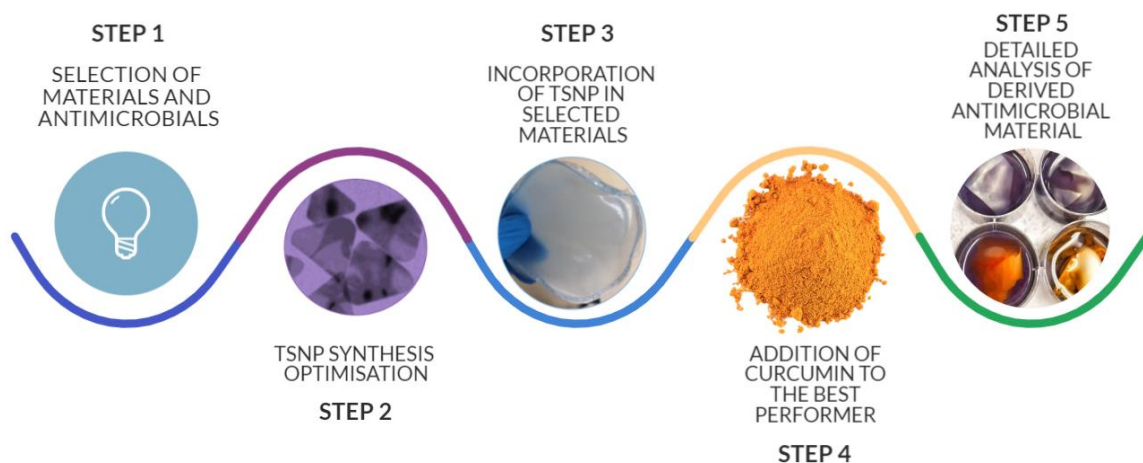 STEP 1
SELECTION OF
MATERIALS AND
ANTIMICROBIALS
TSNP SYNTHESIS
OPTIMISATION
STEP 2
STEP 3
INCORPORATION
OF TSNP IN
SELECTED
MATERIALS
ADDITION OF
CURCUMIN TO
THE BEST
PERFORMER
STEP 4
STEP 5
DETAILED
ANALYSIS OF
DERIVED
ANTIMICROBIAL
MATERIAL